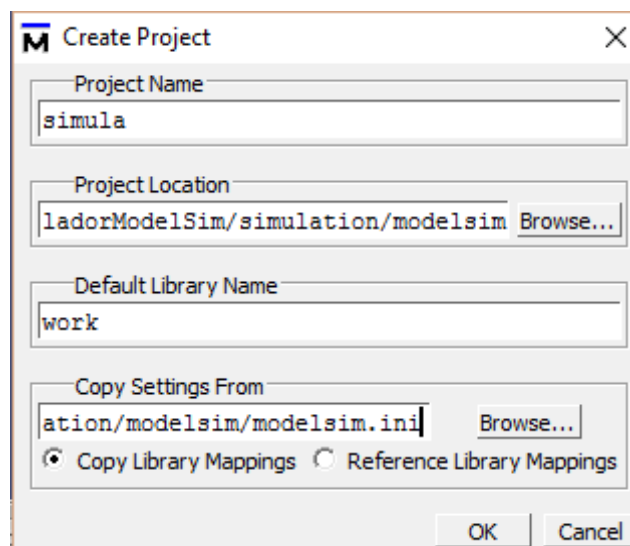 M Create Project
Project Name
simula
Project Location
ladorModelSim/simulation/modelsim Browse...
Default Library Name
work
Copy Settings From
ation/modelsim/modelsim.ini Browse...
Copy Library Mappings Reference Library Mappings
OK Cancel